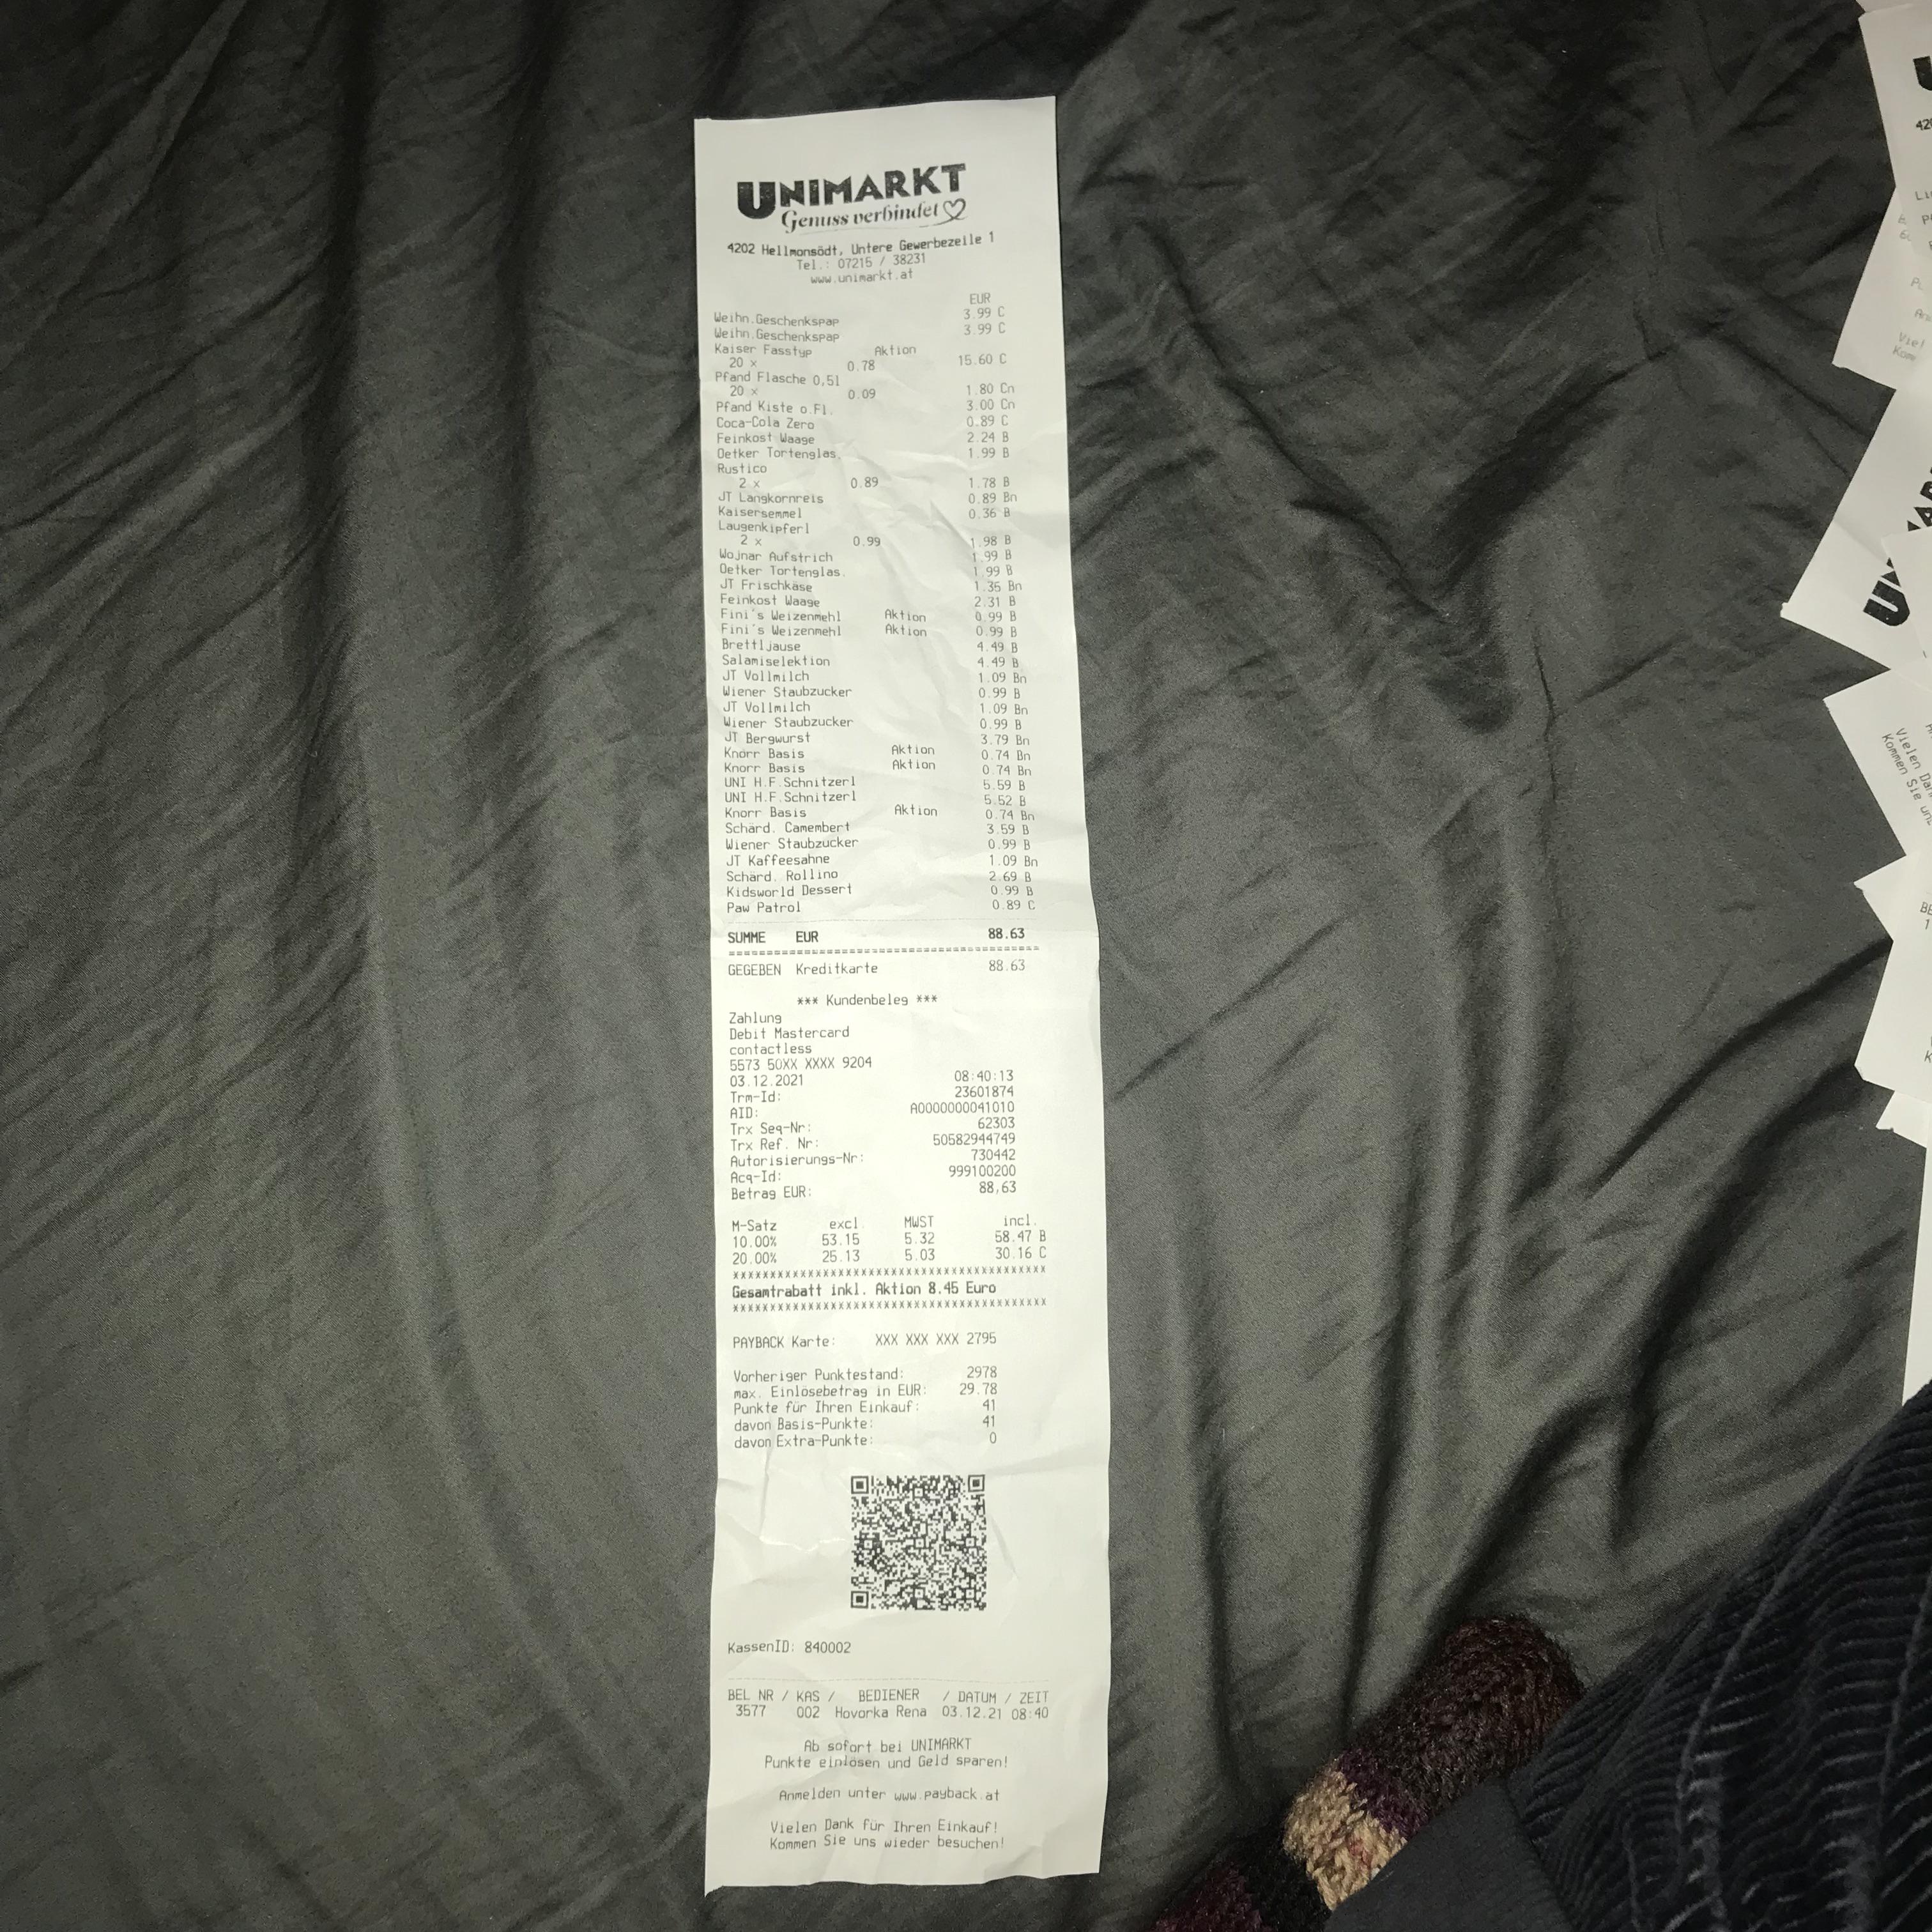 UNIMARKT
Genuss verbindet
4202 Hellmonsödt, Untere Gewerbezeile 1
Tel.: 07215 / 38231
www.unimarkt.at
EUR
Weihn.Geschenkspap 3.99 C
Weihn.Geschenkspap 3.99 C
Kaiser Fasstyp Aktion
20 x 0.78 15.60 C
Pfand Flasche 0,5l
20 x 0.09 1.80 Cn
Pfand Kiste o.Fl. 3.00 Cn
Coca-Cola Zero 0.89 C
Feinkost Waage 2.24 B
Oetker Tortenglas. 1.99 B
Rustico
2 x 0.89 1.78 B
JT Langkornreis 0.89 Bn
Kaisersemmel 0.36 B
Laugenkipferl
2 x 0.99 1.98 B
Wojnar Aufstrich 1.99 B
Oetker Tortenglas. 1.99 B
JT Frischkäse 1.35 Bn
Feinkost Waage 2.31 B
Fini's Weizenmehl Aktion 0.99 B
Fini's Weizenmehl Aktion 0.99 B
Brettljause 4.49 B
Salamiselektion 4.49 B
JT Vollmilch 1.09 Bn
Wiener Staubzucker 0.99 B
JT Vollmilch 1.09 Bn
Wiener Staubzucker 0.99 B
JT Bergwurst 3.79 Bn
Knorr Basis Aktion 0.74 Bn
Knorr Basis Aktion 0.74 Bn
UNI H.F.Schnitzerl 5.59 B
UNI H.F.Schnitzerl 5.52 B
Knorr Basis Aktion 0.74 Bn
Schärd. Camembert 3.59 B
Wiener Staubzucker 0.99 B
JT Kaffeesahne 1.09 Bn
Schärd. Rollino 2.69 B
Kidsworld Dessert 0.99 B
Paw Patrol 0.89 C
SUMME EUR 88.63
GEGEBEN Kreditkarte 88.63
*** Kundenbeleg ***
Zahlung
Debit Mastercard
contactless
5573 50XX XXXX 9204
03.12.2021 08:40:13
Trm-Id: 23601874
AID: A0000000041010
Trx Seq-Nr: 62303
Trx Ref. Nr: 50582944749
Autorisierungs-Nr: 730442
Acq-Id: 999100200
Betrag EUR: 88,63
M-Satz excl. MWST incl.
10.00% 53.15 5.32 58.47 B
20.00% 25.13 5.03 30.16 C
Gesamtrabatt inkl. Aktion 8.45 Euro
PAYBACK Karte: XXX XXX XXX 2795
Vorheriger Punktestand: 2978
max. Einlösebetrag in EUR: 29.78
Punkte für Ihren Einkauf: 41
davon Basis-Punkte: 41
davon Extra-Punkte: 0
KassenID: 840002
BEL NR / KAS / BEDIENER / DATUM / ZEIT
3577 002 Hovorka Rena 03.12.21 08:40
Ab sofort bei UNIMARKT
Punkte einlösen und Geld sparen!
Anmelden unter www.payback.at
Vielen Dank für Ihren Einkauf!
Kommen Sie uns wieder besuchen!
Vielen
Kommen Sie